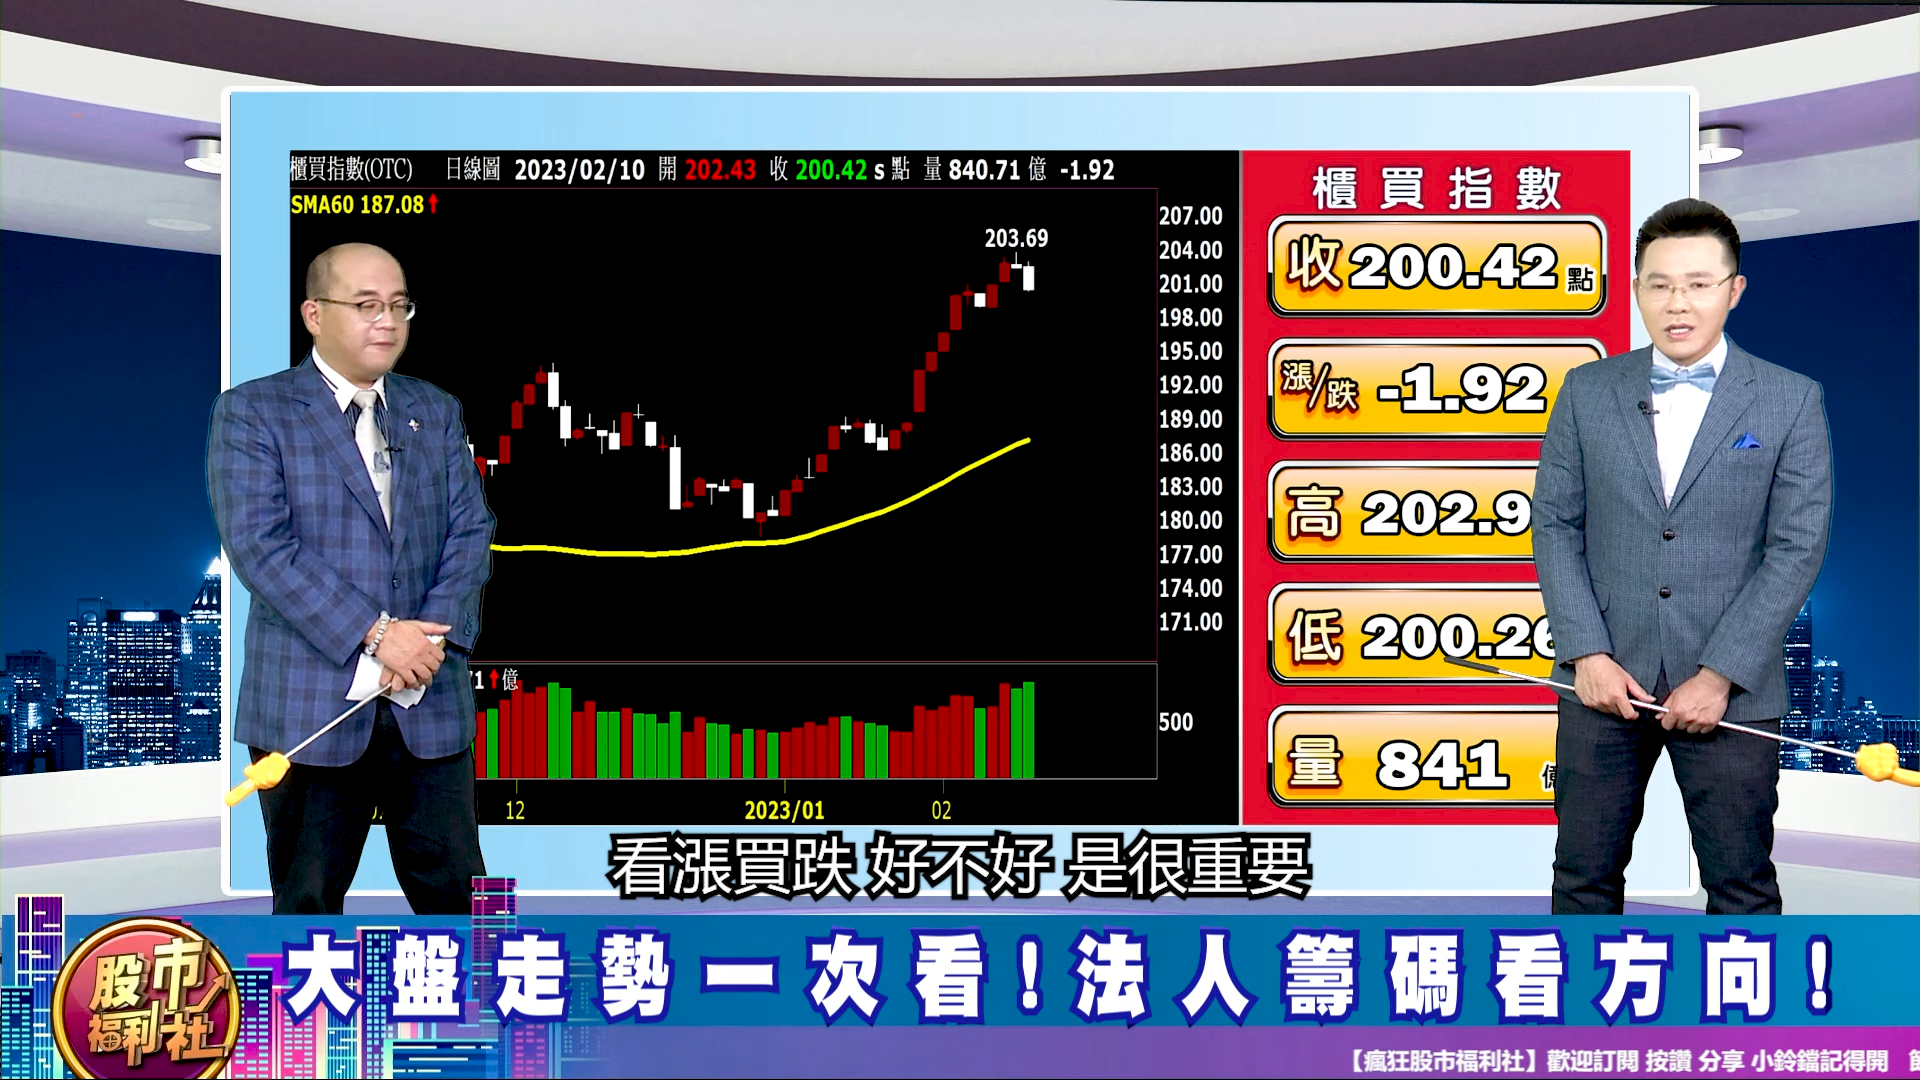 櫃買指數(OTC) 日線圖 2023/02/10 開 202.43 收 200.42 s 點 量 840.71 億 -1.92
SMA60 187.08↑
203.69
207.00
204.00
201.00
198.00
195.00
192.00
189.00
186.00
183.00
180.00
177.00
174.00
171.00
1↑億
500
12
2023/01
02
櫃買指數
收 200.42 點
漲/跌 -1.92
高 202.9
低 200.26
量 841
看漲買跌 好不好 是很重要
大盤走勢一次看!法人籌碼看方向!
股市
福利社
【瘋狂股市福利社】歡迎訂閱 按讚 分享 小鈴鐺記得開